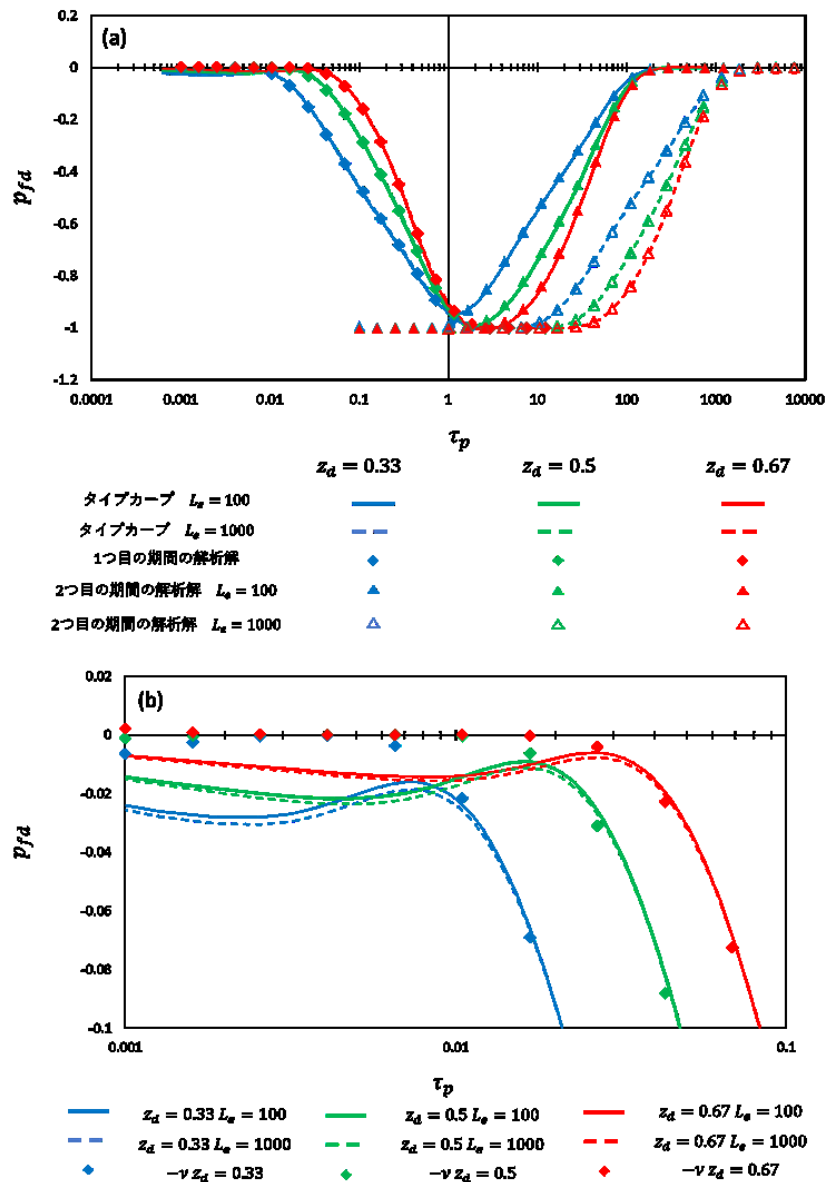 (a)
0.2
0
-0.2
-0.4
-0.6
-0.8
-1
-1.2
0.0001 0.001 0.01 0.1 1 10 100 1000 10000
p_fd
τ_p
z_d = 0.33 z_d = 0.5 z_d = 0.67
タイプカーブ L_e = 100
タイプカーブ L_e = 1000
1つ目の期間の解析解
2つ目の期間の解析解 L_e = 100
2つ目の期間の解析解 L_e = 1000
(b)
0.02
0
-0.02
-0.04
-0.06
-0.08
-0.1
0.001 0.01 0.1
p_fd
τ_p
z_d = 0.33 L_e = 100 z_d = 0.5 L_e = 100 z_d = 0.67 L_e = 100
z_d = 0.33 L_e = 1000 z_d = 0.5 L_e = 1000 z_d = 0.67 L_e = 1000
−ν z_d = 0.33 −ν z_d = 0.5 −ν z_d = 0.67